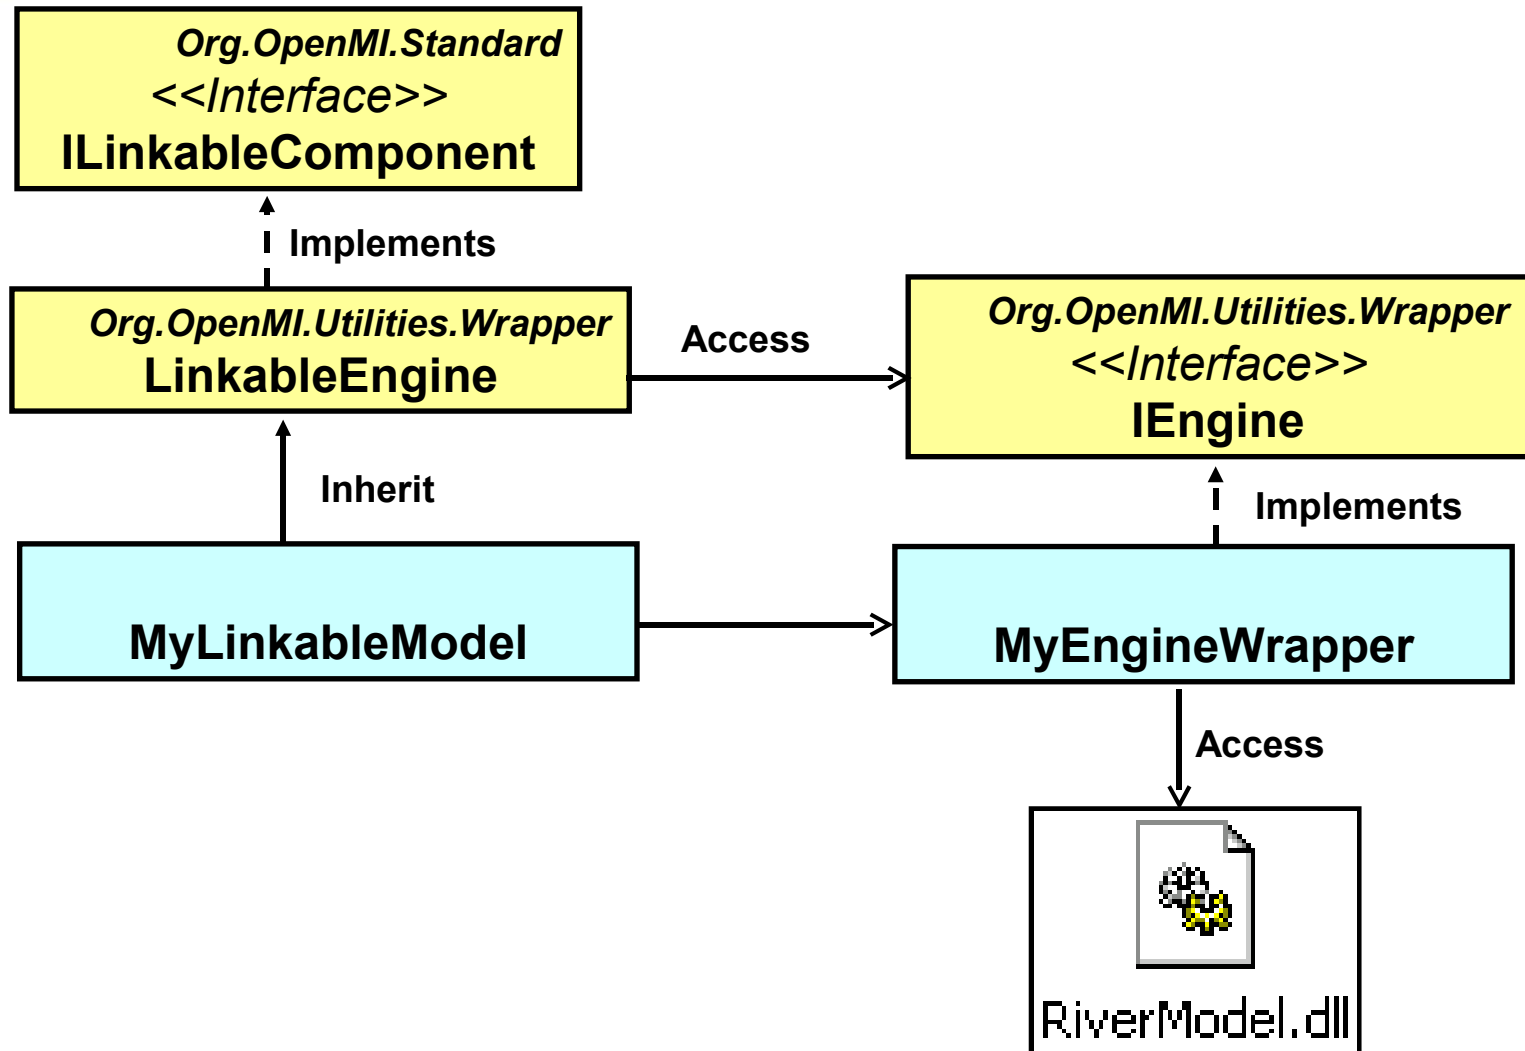 Org.OpenMI.Standard
<<Interface>>
ILinkableComponent
Implements
Org.OpenMI.Utilities.Wrapper
LinkableEngine
Access
Org.OpenMI.Utilities.Wrapper
<<Interface>>
IEngine
Inherit
Implements
MyLinkableModel
MyEngineWrapper
Access
RiverModel.dll